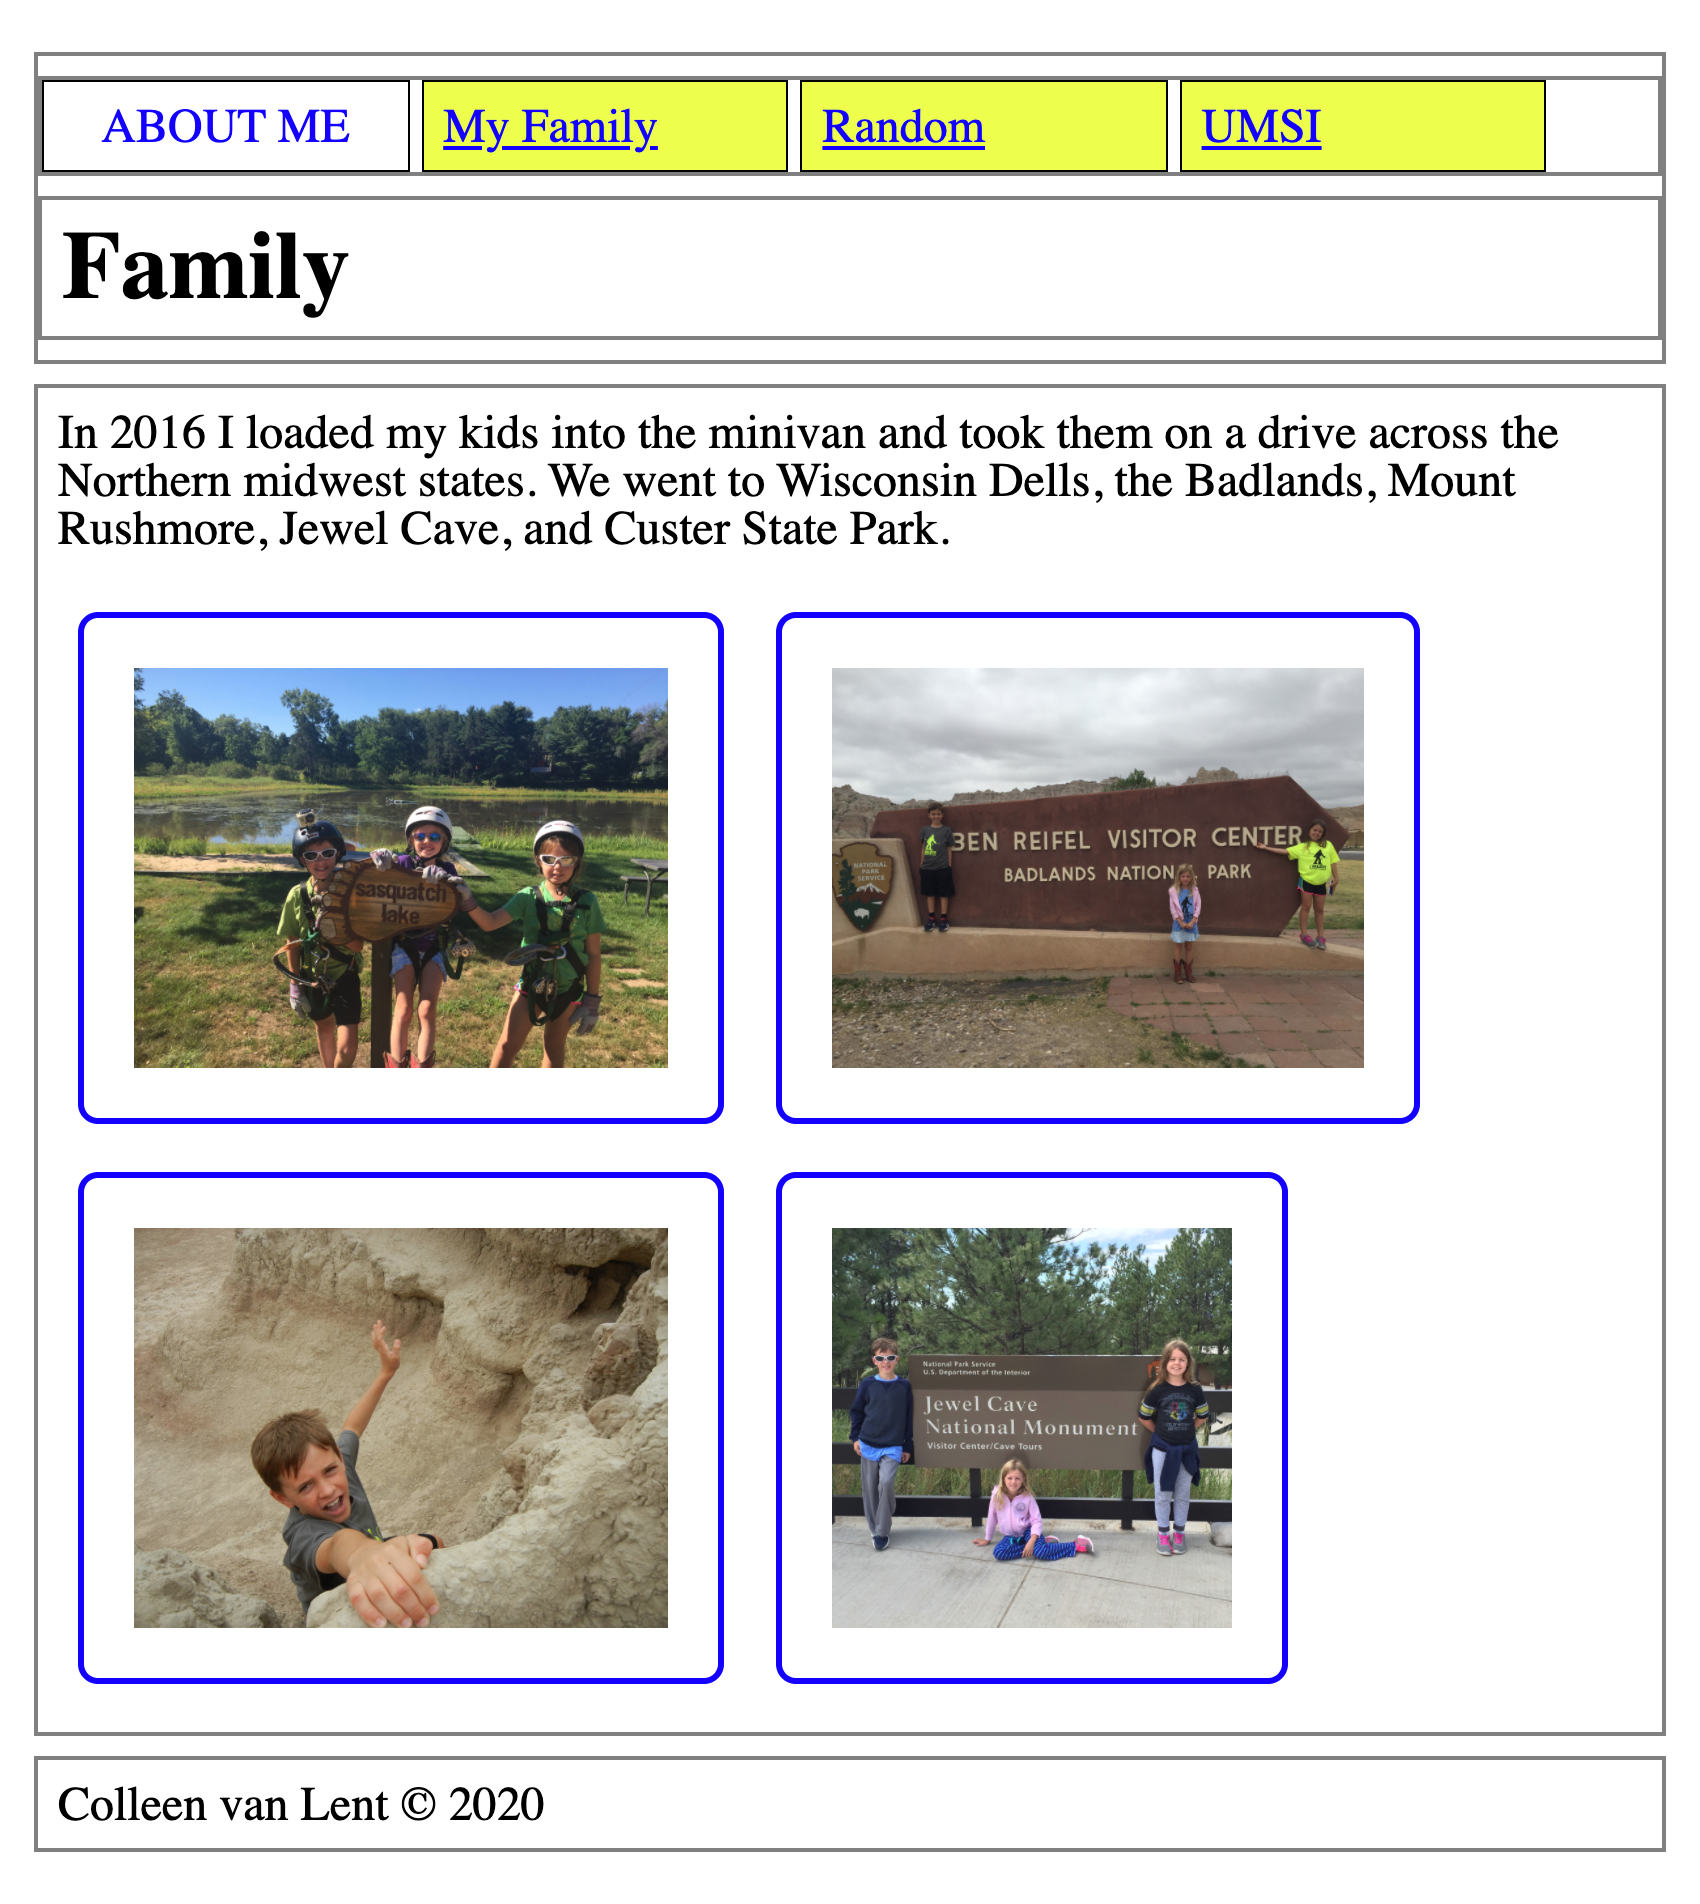 ABOUT ME
My Family
Random
UMSI
Family
In 2016 I loaded my kids into the minivan and took them on a drive across the
Northern midwest states. We went to Wisconsin Dells, the Badlands, Mount
Rushmore, Jewel Cave, and Custer State Park.
sasquatch
lake
BEN REIFEL VISITOR CENTER
BADLANDS NATION L PARK
NATIONAL
PARK
SERVICE
National Park Service
U.S. Department of the Interior
Jewel Cave
National Monument
Visitor Center/Cave Tours
Colleen van Lent © 2020